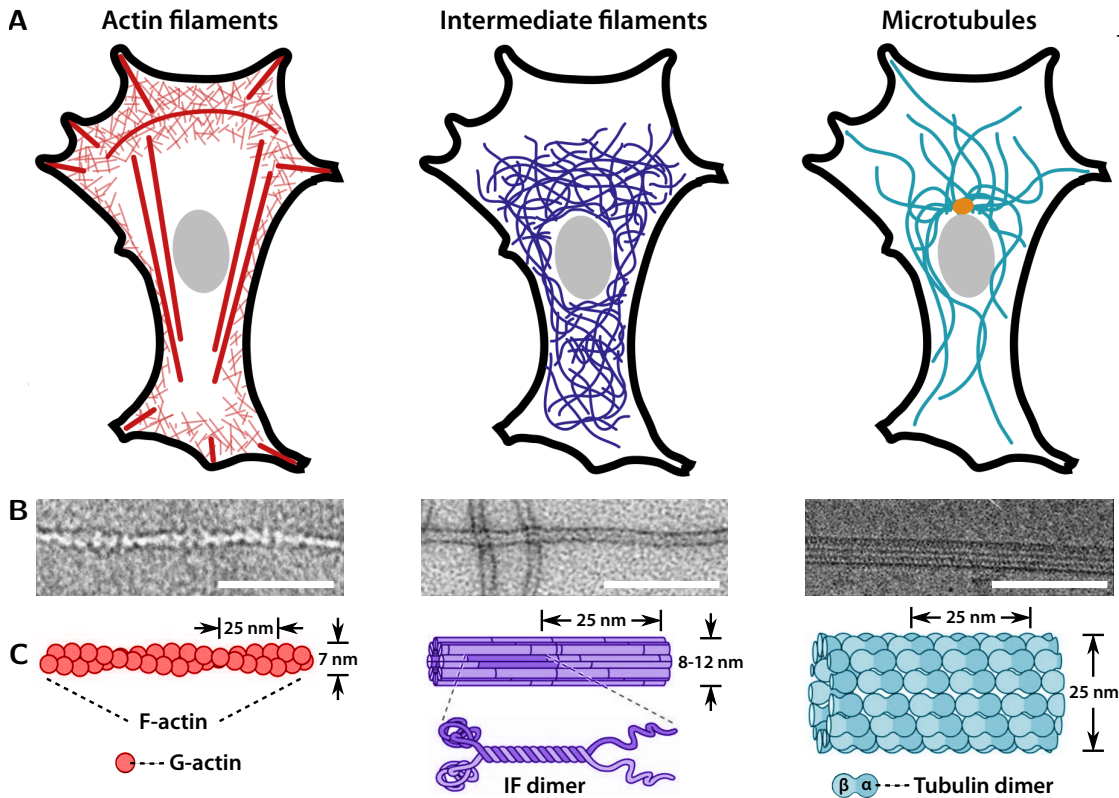 A
Actin filaments
Intermediate filaments
Microtubules
B
C
25 nm
7 nm
F-actin
G-actin
25 nm
8-12 nm
IF dimer
25 nm
25 nm
β α
Tubulin dimer